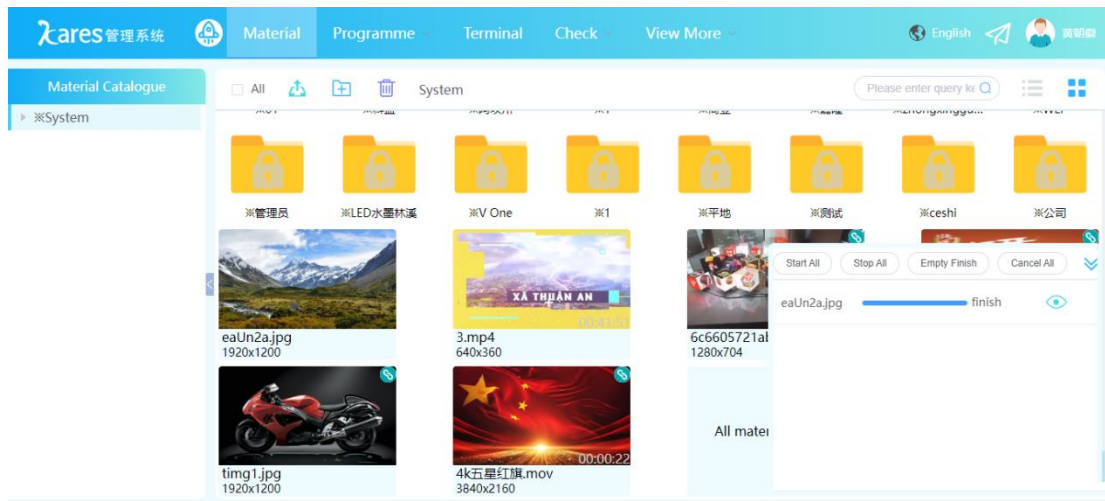 kares管理系统
Material
Programme
Terminal
Check
View More
English
Material Catalogue
※System
All
System
Please enter query ke
※管理员
※LED水墨林溪
※V One
※1
※平地
※测试
※ceshi
※公司
XÃ THUẬN AN
00:41:51
eaUn2a.jpg
1920x1200
3.mp4
640x360
6c6605721al
1280x704
Start All
Stop All
Empty Finish
Cancel All
eaUn2a.jpg
finish
00:00:22
All mater
timg1.jpg
1920x1200
4k五星红旗.mov
3840x2160